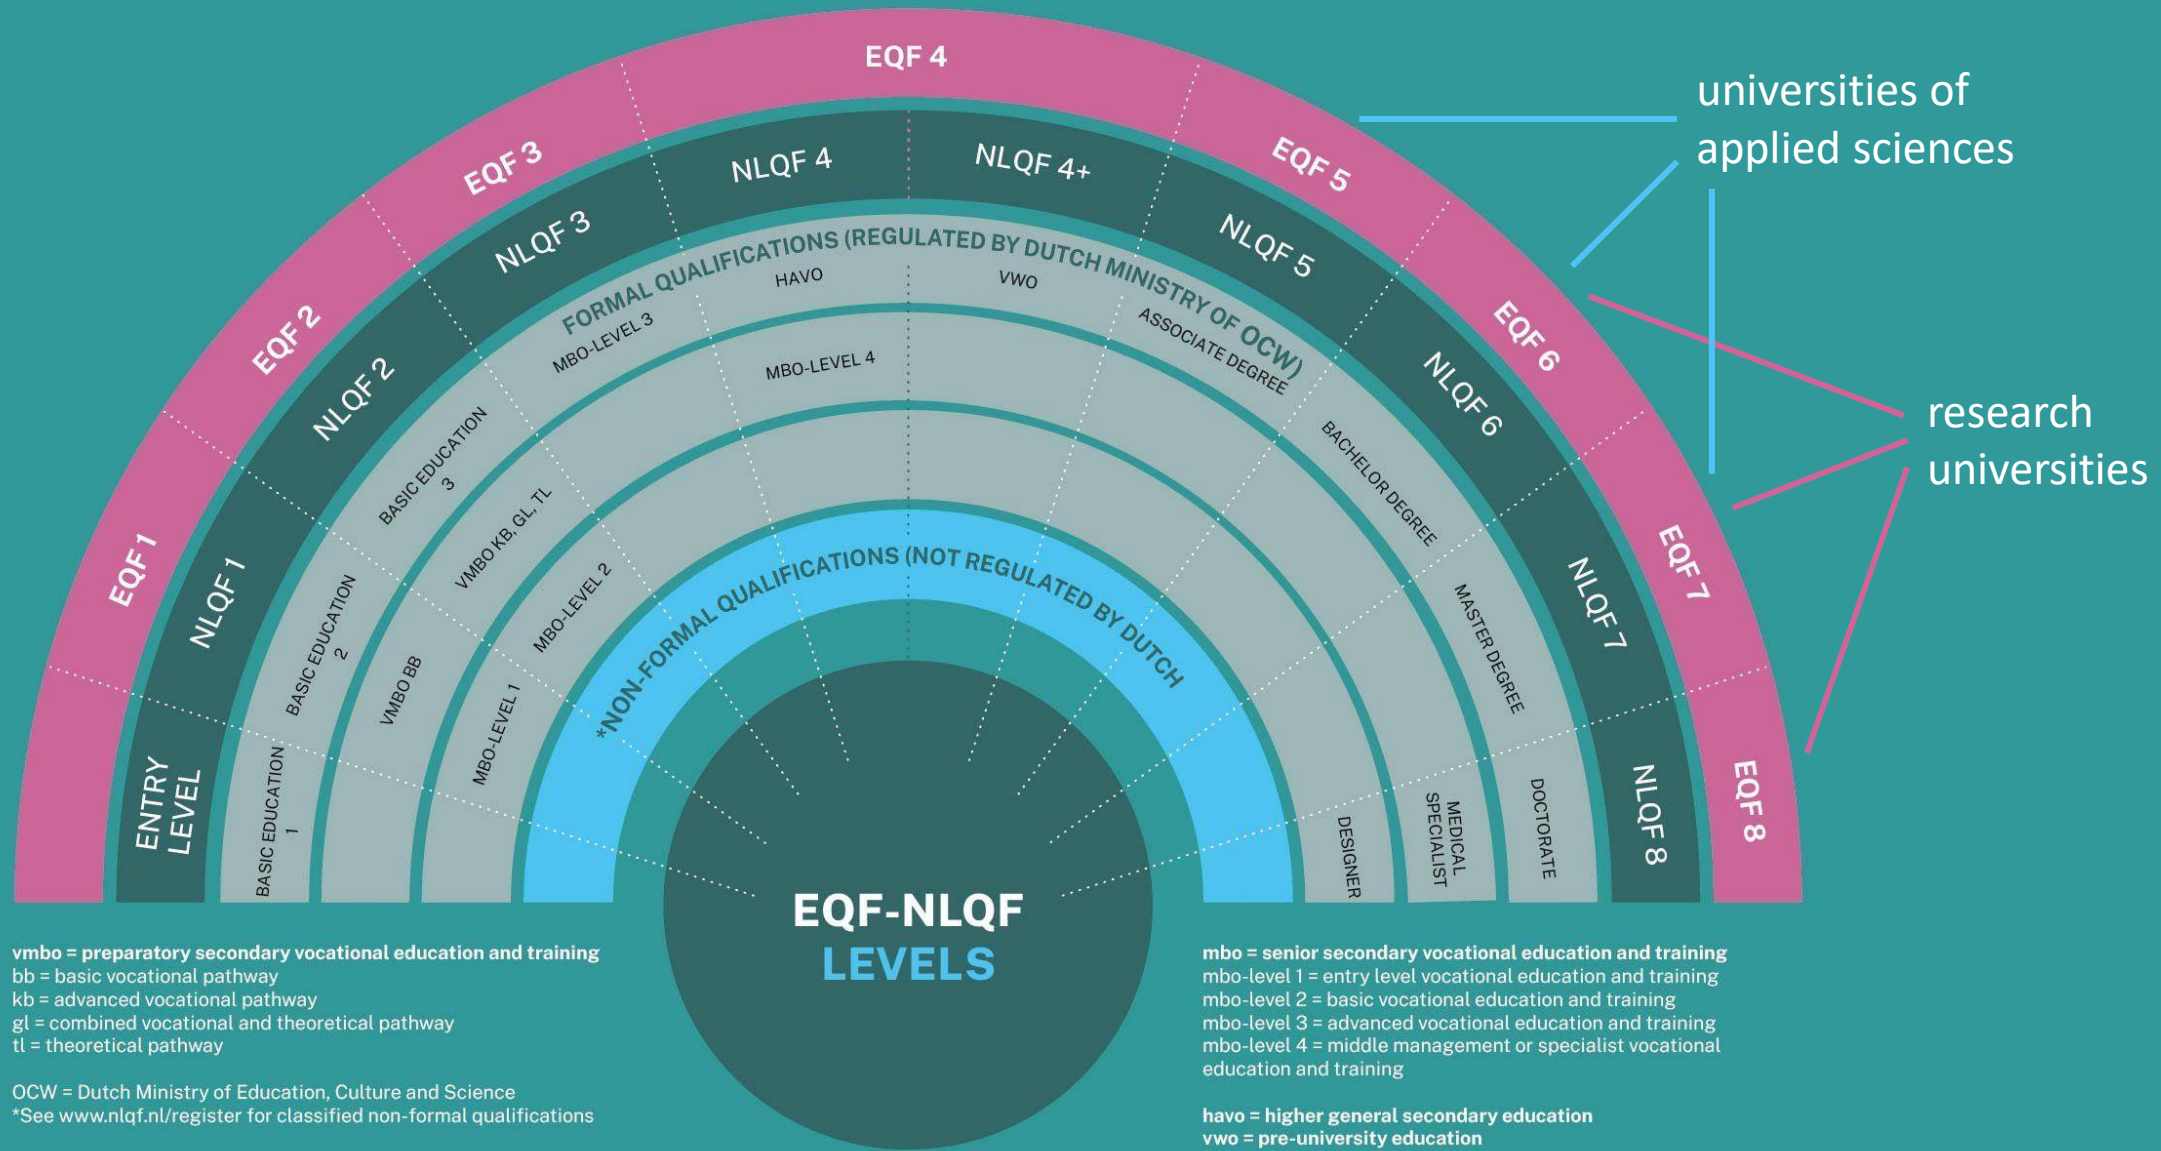 EQF 1
EQF 2
EQF 3
EQF 4
EQF 5
EQF 6
EQF 7
EQF 8
ENTRY
LEVEL
NLQF 1
NLQF 2
NLQF 3
NLQF 4
NLQF 4+
NLQF 5
NLQF 6
NLQF 7
NLQF 8
FORMAL QUALIFICATIONS (REGULATED BY DUTCH MINISTRY OF OCW)
BASIC EDUCATION
1
BASIC EDUCATION
2
BASIC EDUCATION
3
MBO-LEVEL 3
HAVO
VWO
ASSOCIATE DEGREE
BACHELOR DEGREE
MASTER DEGREE
DOCTORATE
VMBO BB
VMBO KB, GL, TL
MBO-LEVEL 4
MEDICAL
SPECIALIST
MBO-LEVEL 1
MBO-LEVEL 2
DESIGNER
*NON-FORMAL QUALIFICATIONS (NOT REGULATED BY DUTCH
EQF-NLQF
LEVELS
universities of
applied sciences
research
universities
vmbo = preparatory secondary vocational education and training
bb = basic vocational pathway
kb = advanced vocational pathway
gl = combined vocational and theoretical pathway
tl = theoretical pathway
OCW = Dutch Ministry of Education, Culture and Science
*See www.nlqf.nl/register for classified non-formal qualifications
mbo = senior secondary vocational education and training
mbo-level 1 = entry level vocational education and training
mbo-level 2 = basic vocational education and training
mbo-level 3 = advanced vocational education and training
mbo-level 4 = middle management or specialist vocational
education and training
havo = higher general secondary education
vwo = pre-university education